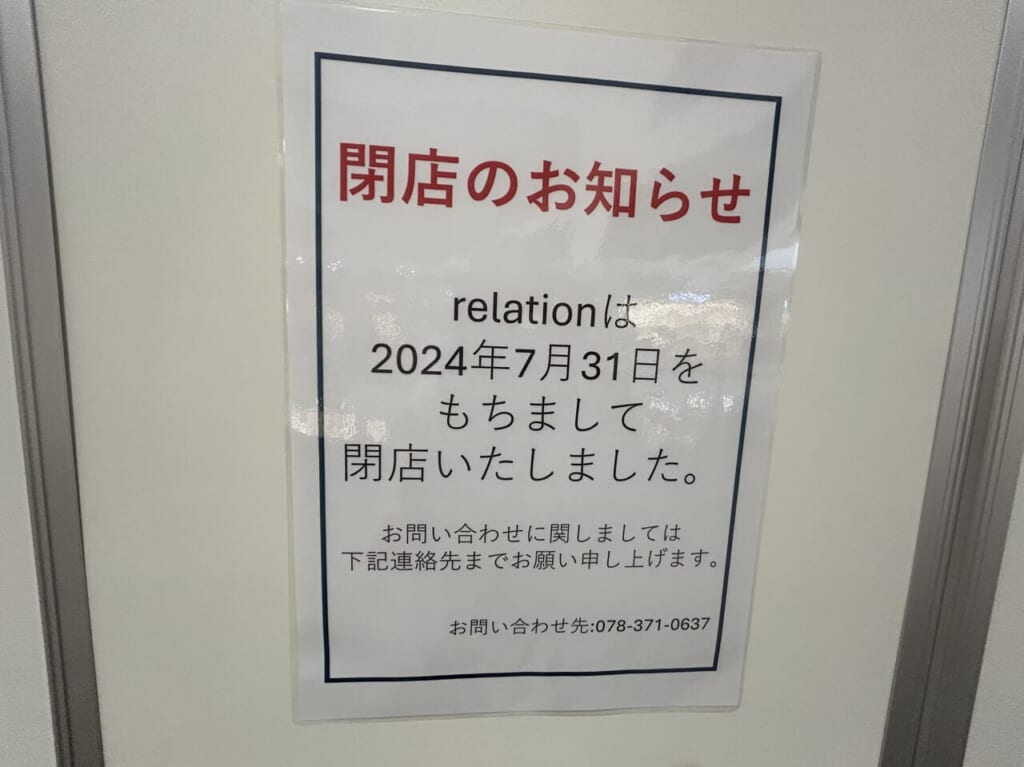 閉店のお知らせ
relationは
2024年7月31日を
もちまして
閉店いたしました。
お問い合わせに関しましては
下記連絡先までお願い申し上げます。
お問い合わせ先:078-371-0637